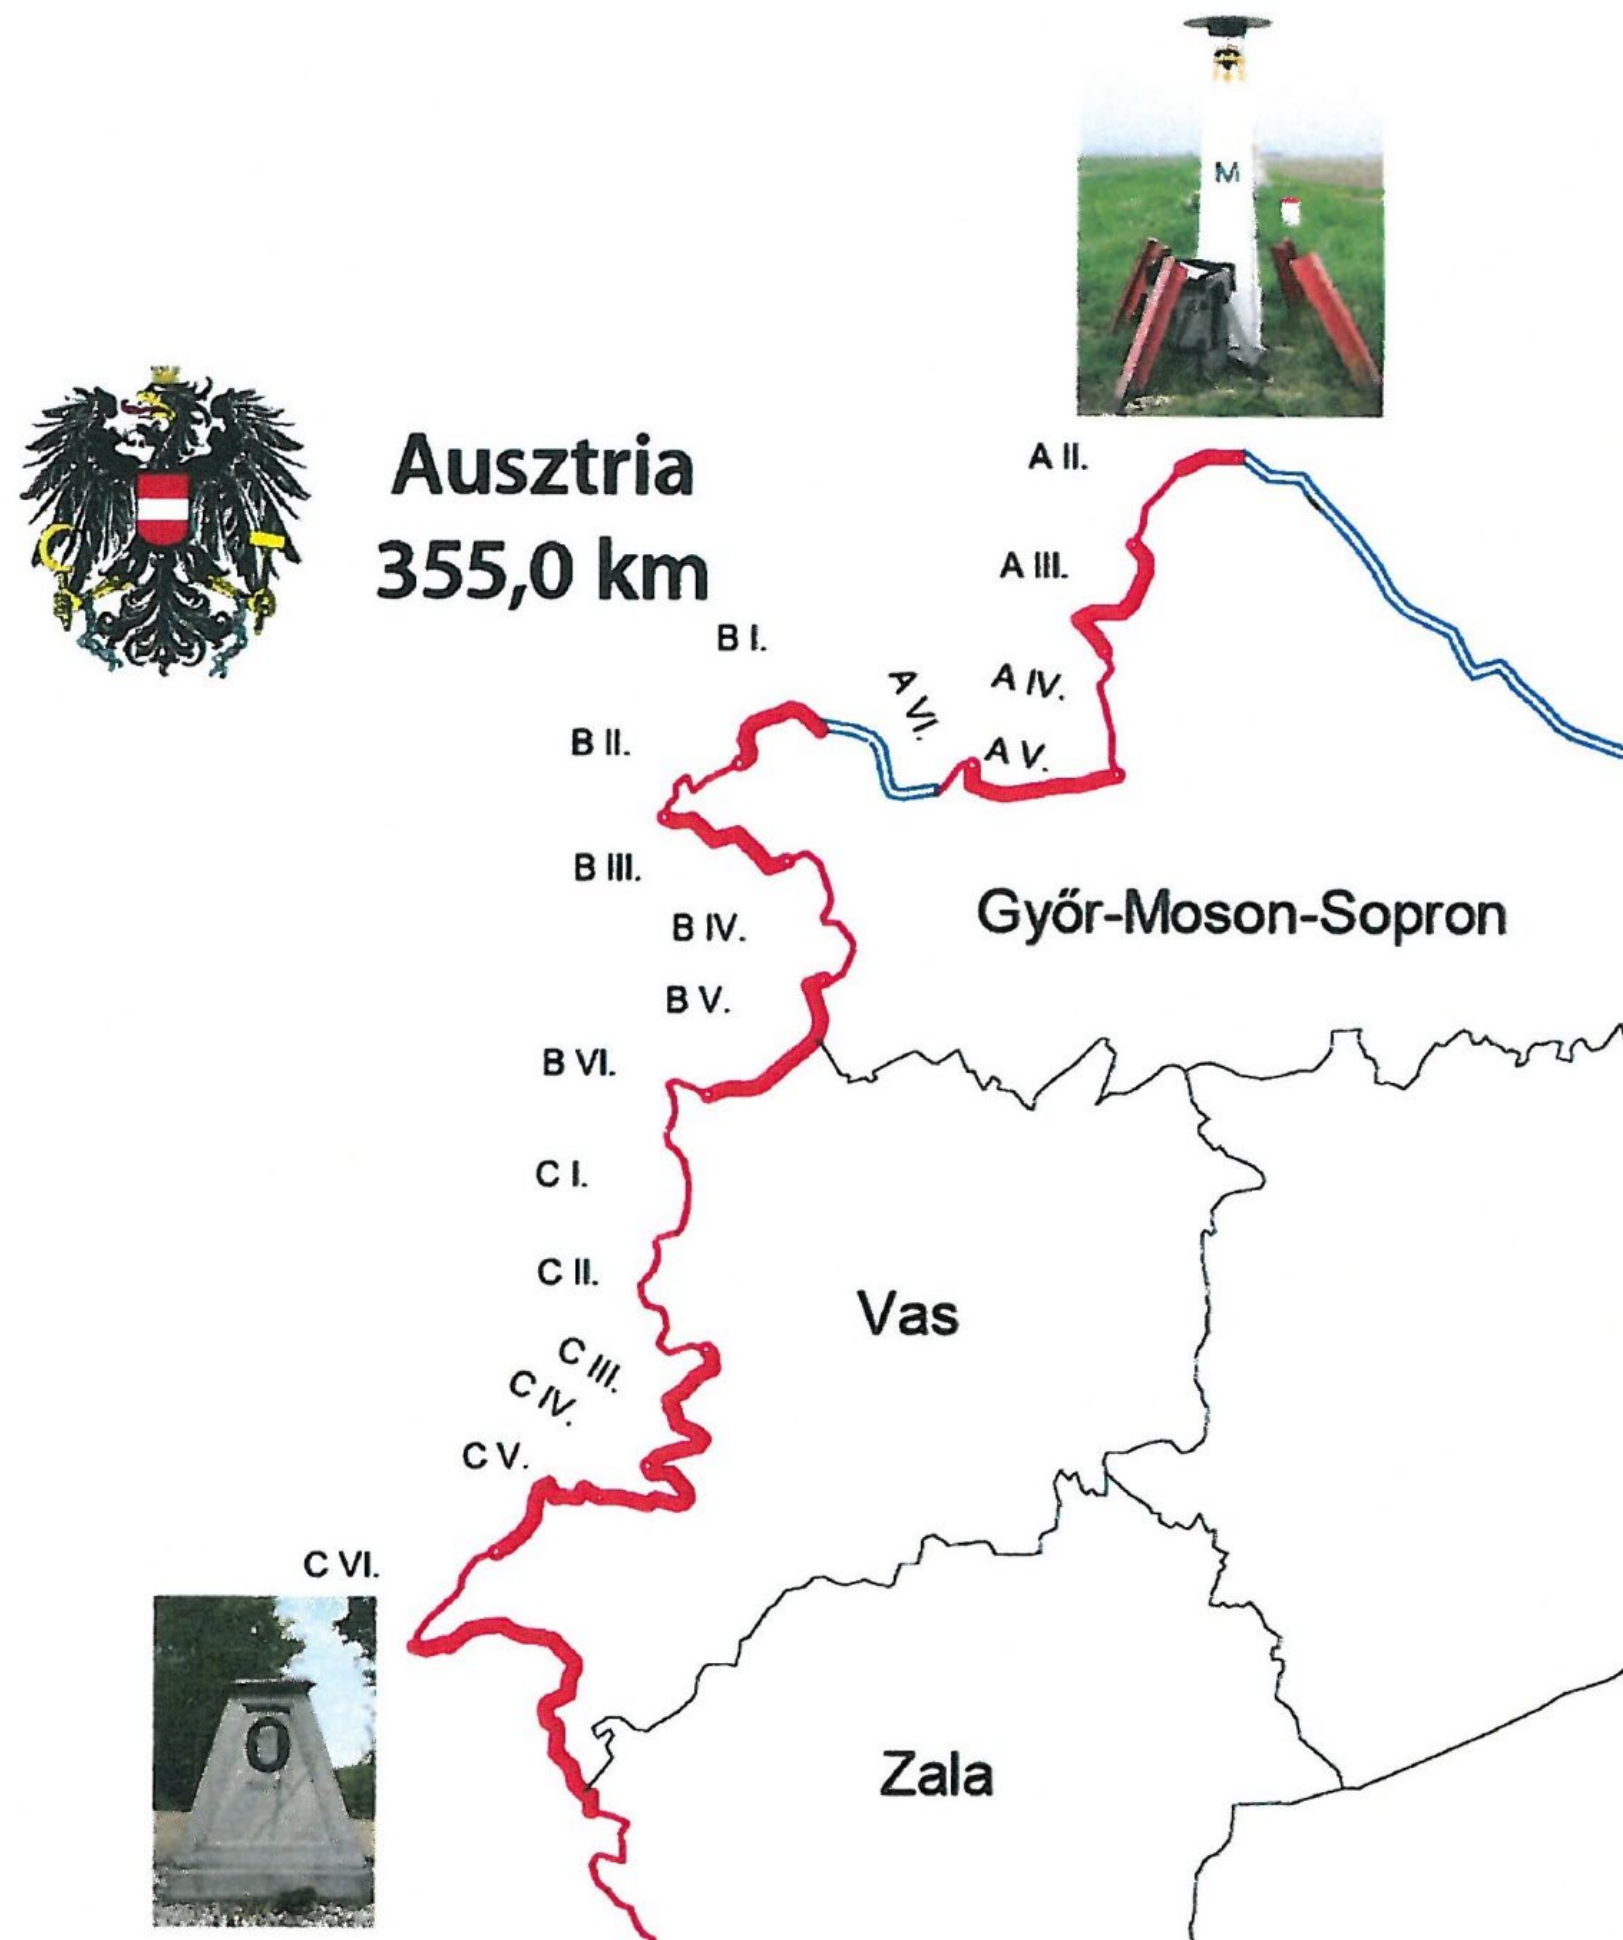 M
Ausztria
355,0 km
A II.
A III.
A IV.
A V.
A VI.
B I.
B II.
B III.
B IV.
B V.
B VI.
Győr-Moson-Sopron
C I.
C II.
C III.
C IV.
C V.
C VI.
Vas
Zala
Ö